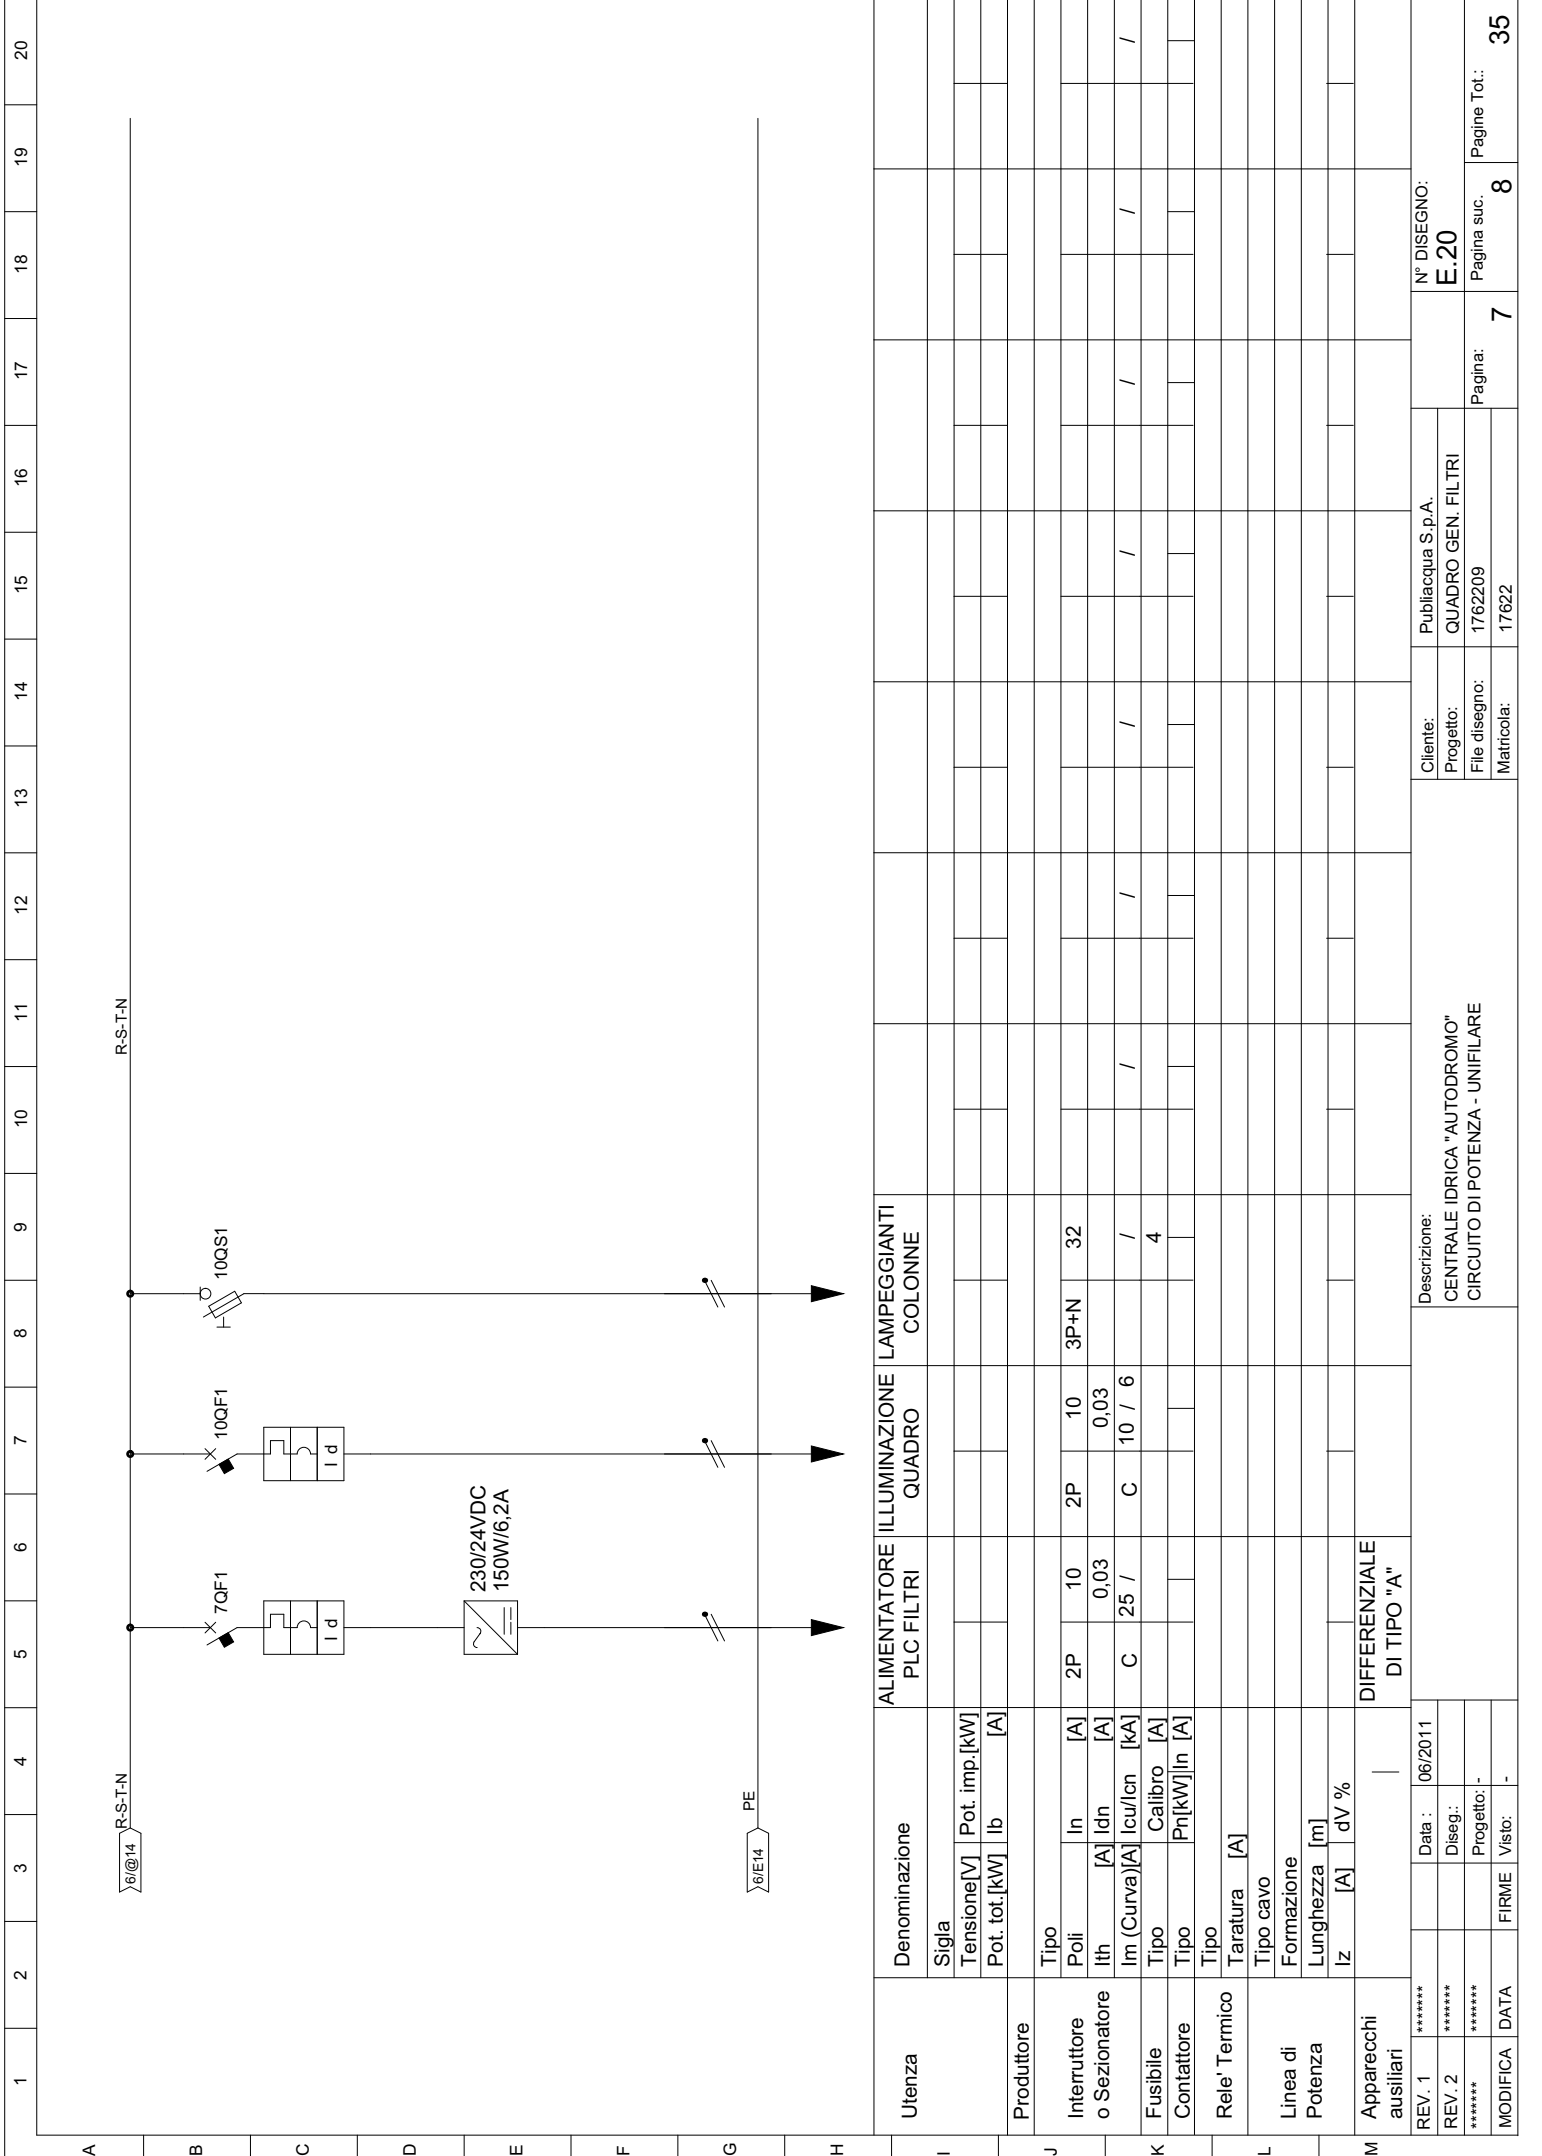 1 2 3 4 5 6 7 8 9 10 11 12 13 14 15 16 17 18 19 20
A
B
C
D
E
F
G
H
I
J
K
L
M
6/@14
R-S-T-N
R-S-T-N
7QF1
10QF1
10QS1
I d
I d
230/24VDC
150W/6,2A
6/E14
PE
Utenza
Denominazione
ALIMENTATORE
PLC FILTRI
ILLUMINAZIONE
QUADRO
LAMPEGGIANTI
COLONNE
Sigla
Tensione[V] Pot. imp.[kW]
Pot. tot.[kW] Ib [A]
Produttore
Interruttore
o Sezionatore
Tipo
Poli In [A] 2P 10 2P 10 3P+N 32
Ith [A] Idn [A] 0,03 0,03
Im (Curva)[A] Icu/Icn [kA] C 25 / C 10 / 6 / / / / / / / / /
Fusibile Tipo Calibro [A] 4
Contattore Tipo Pn[kW] In [A]
Rele' Termico
Tipo
Taratura [A]
Linea di
Potenza
Tipo cavo
Formazione
Lunghezza [m]
Iz [A] dV %
Apparecchi
ausiliari
DIFFERENZIALE
DI TIPO "A"
REV. 1 *******
REV. 2 *******
******* *******
MODIFICA DATA FIRME
Data : 06/2011
Diseg.:
Progetto: -
Visto: -
Descrizione:
CENTRALE IDRICA "AUTODROMO"
CIRCUITO DI POTENZA - UNIFILARE
Cliente: Publiacqua S.p.A.
Progetto: QUADRO GEN. FILTRI
File disegno: 1762209
Matricola: 17622
N° DISEGNO:
E.20
Pagina: 7
Pagina suc. 8
Pagine Tot.: 35